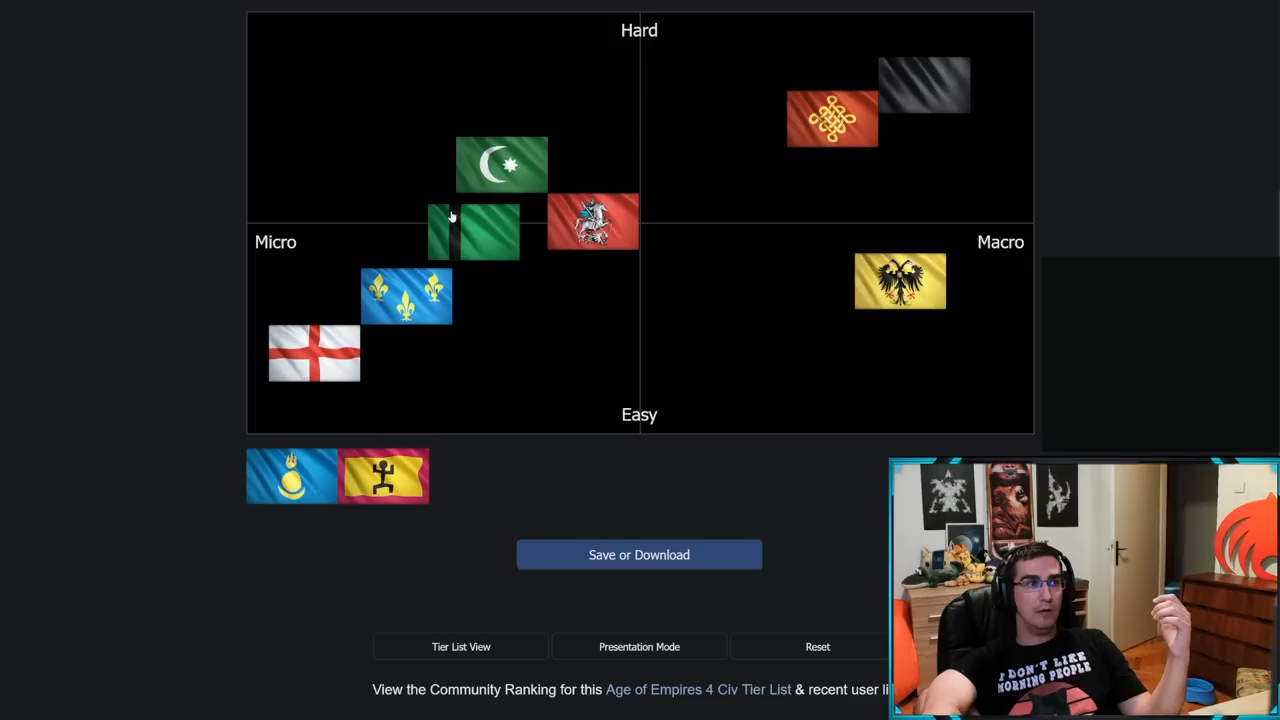 Hard
Micro
Macro
Easy
Save or Download
Tier List View
Presentation Mode
Reset
View the Community Ranking for this Age of Empires 4 Civ Tier List & recent user li
I DON'T LIKE
MORNING PEOPLE